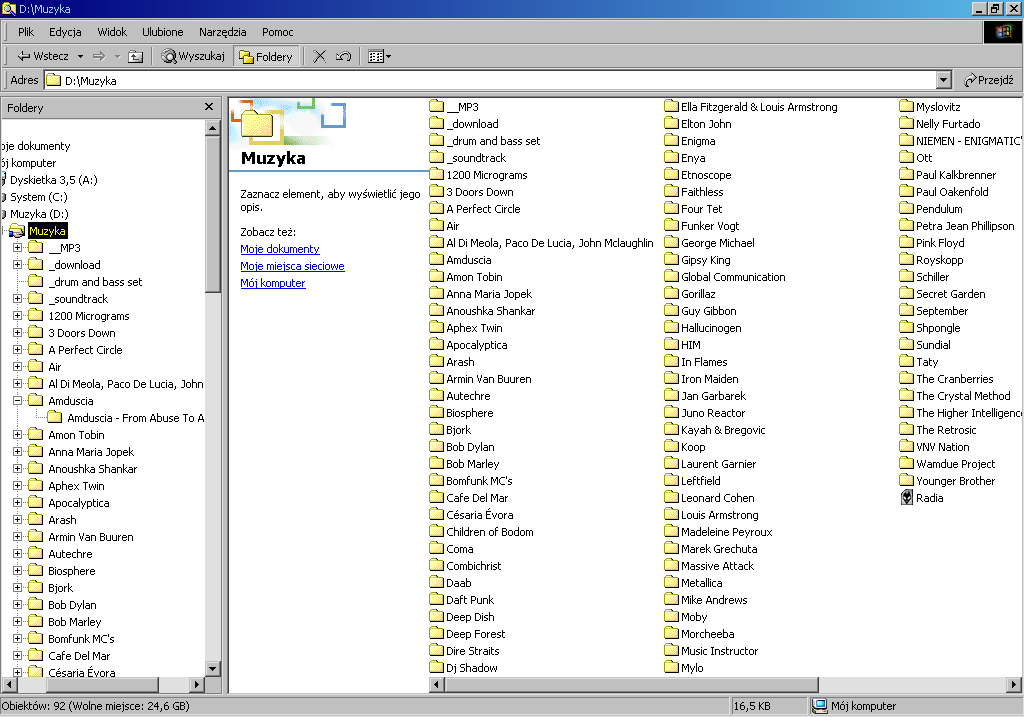 D:\Muzyka
Plik Edycja Widok Ulubione Narzędzia Pomoc
Wstecz Wyszukaj Foldery
Adres D:\Muzyka Przejdź
Foldery
oje dokumenty
ój komputer
Dyskietka 3,5 (A:)
System (C:)
Muzyka (D:)
Muzyka
__MP3
_download
_drum and bass set
_soundtrack
1200 Micrograms
3 Doors Down
A Perfect Circle
Air
Al Di Meola, Paco De Lucia, John
Amduscia
Amduscia - From Abuse To A
Amon Tobin
Anna Maria Jopek
Anoushka Shankar
Aphex Twin
Apocalyptica
Arash
Armin Van Buuren
Autechre
Biosphere
Bjork
Bob Dylan
Bob Marley
Bomfunk MC's
Cafe Del Mar
Césaria Évora
Muzyka
Zaznacz element, aby wyświetlić jego
opis.
Zobacz też:
Moje dokumenty
Moje miejsca sieciowe
Mój komputer
__MP3
_download
_drum and bass set
_soundtrack
1200 Micrograms
3 Doors Down
A Perfect Circle
Air
Al Di Meola, Paco De Lucia, John Mclaughlin
Amduscia
Amon Tobin
Anna Maria Jopek
Anoushka Shankar
Aphex Twin
Apocalyptica
Arash
Armin Van Buuren
Autechre
Biosphere
Bjork
Bob Dylan
Bob Marley
Bomfunk MC's
Cafe Del Mar
Césaria Évora
Children of Bodom
Coma
Combichrist
Daab
Daft Punk
Deep Dish
Deep Forest
Dire Straits
Dj Shadow
Ella Fitzgerald & Louis Armstrong
Elton John
Enigma
Enya
Etnoscope
Faithless
Four Tet
Funker Vogt
George Michael
Gipsy King
Global Communication
Gorillaz
Guy Gibbon
Hallucinogen
HIM
In Flames
Iron Maiden
Jan Garbarek
Juno Reactor
Kayah & Bregovic
Koop
Laurent Garnier
Leftfield
Leonard Cohen
Louis Armstrong
Madeleine Peyroux
Marek Grechuta
Massive Attack
Metallica
Mike Andrews
Moby
Morcheeba
Music Instructor
Mylo
Myslovitz
Nelly Furtado
NIEMEN - ENIGMATIC'
Ott
Paul Kalkbrenner
Paul Oakenfold
Pendulum
Petra Jean Phillipson
Pink Floyd
Royskopp
Schiller
Secret Garden
September
Shpongle
Sundial
Taty
The Cranberries
The Crystal Method
The Higher Intelligence
The Retrosic
VNV Nation
Wamdue Project
Younger Brother
Radia
Obiektów: 92 (Wolne miejsce: 24,6 GB) 16,5 KB Mój komputer